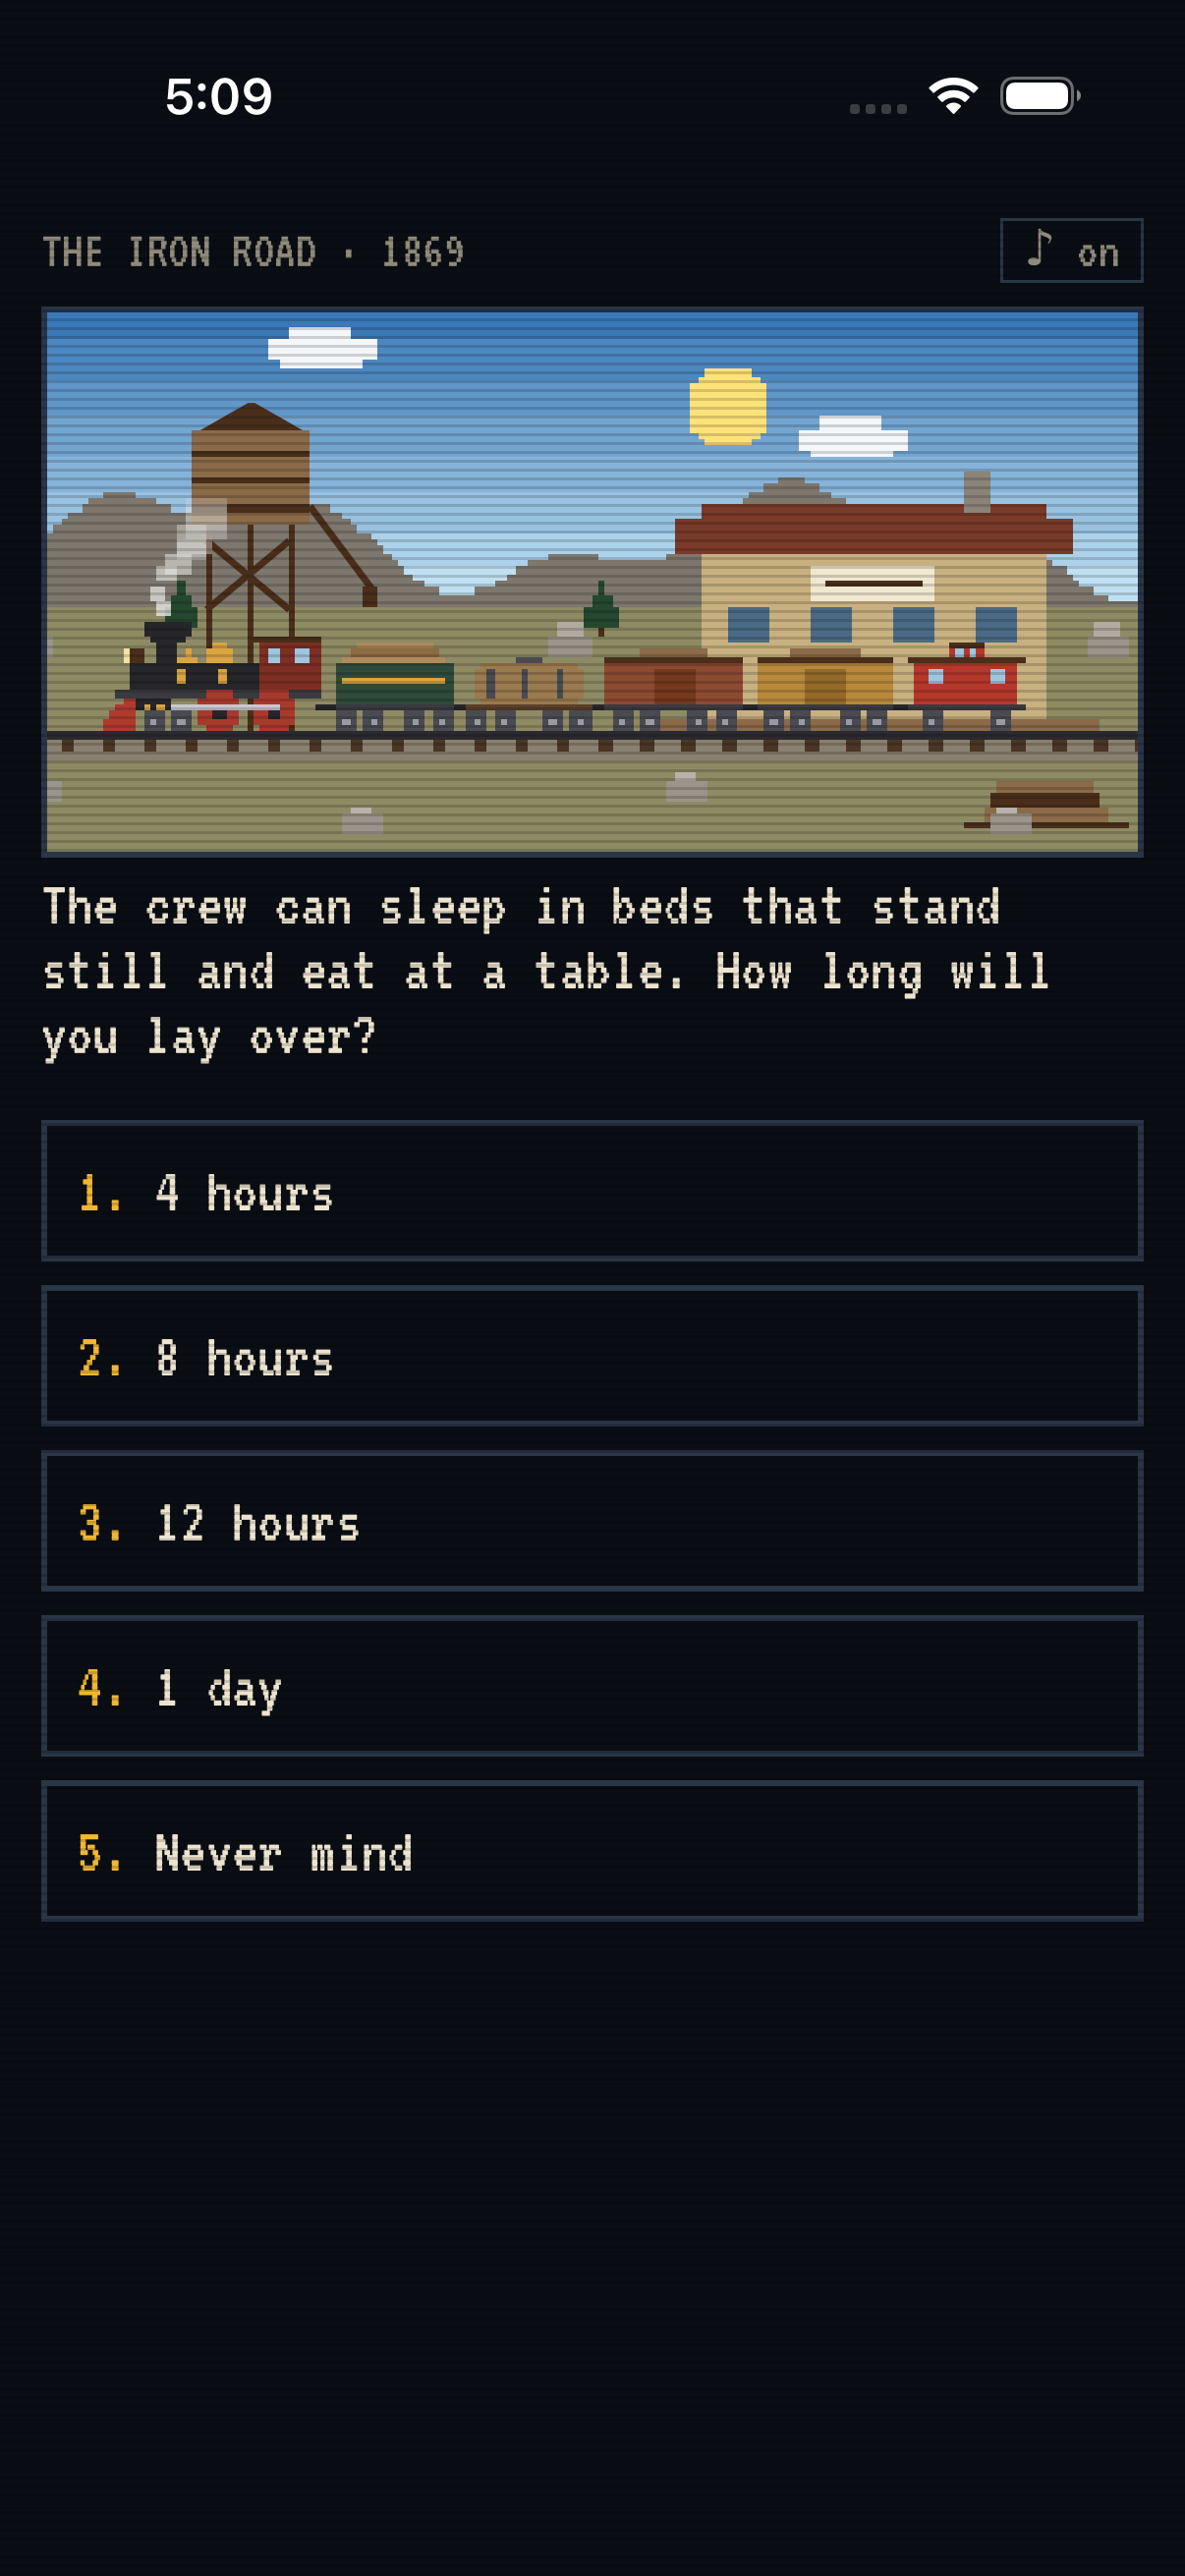 5:09
THE IRON ROAD · 1869
♪ on
The crew can sleep in beds that stand
still and eat at a table. How long will
you lay over?
1. 4 hours
2. 8 hours
3. 12 hours
4. 1 day
5. Never mind